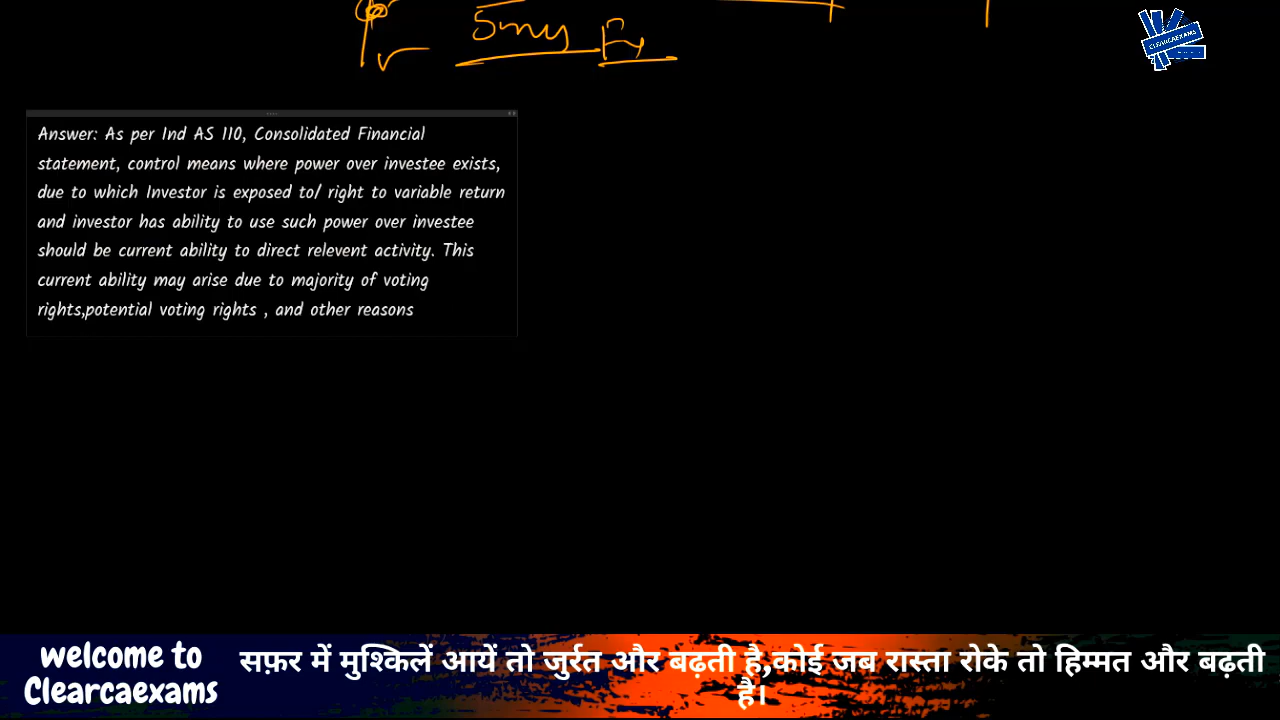 CLEARCAEXAMS
Answer: As per Ind AS 110, Consolidated Financial
statement, control means where power over investee exists,
due to which Investor is exposed to/ right to variable return
and investor has ability to use such power over investee
should be current ability to direct relevent activity. This
current ability may arise due to majority of voting
rights,potential voting rights , and other reasons
welcome to
Clearcaexams
सफ़र में मुश्किलें आयें तो जुर्रत और बढ़ती है,कोई जब रास्ता रोके तो हिम्मत और बढ़ती
है।